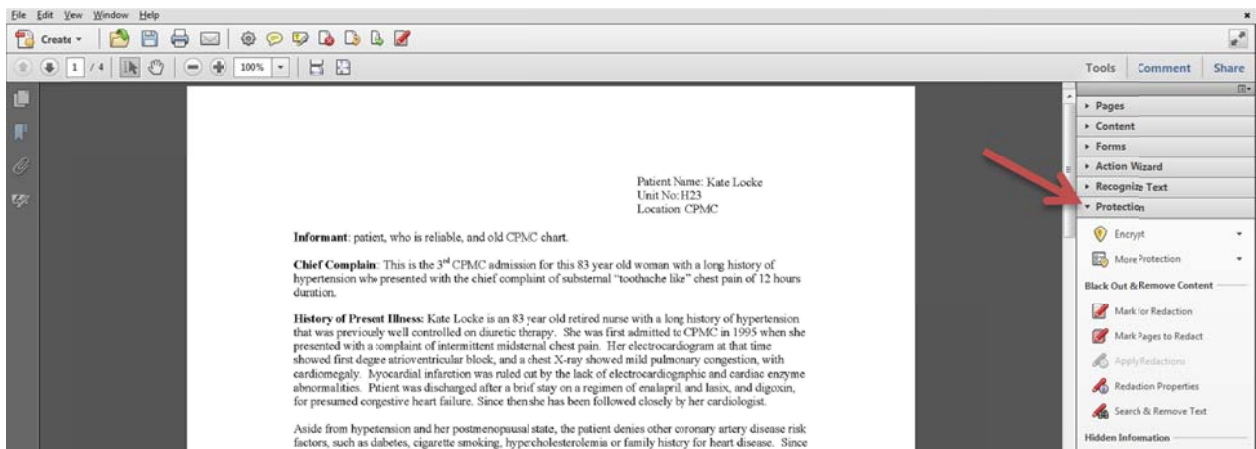 File Edit View Window Help
Create
1 / 4 100% Tools Comment Share
Pages
Content
Forms
Action Wizard
Recognize Text
Protection
Encrypt
More Protection
Black Out & Remove Content
Mark for Redaction
Mark Pages to Redact
Apply Redactions
Redaction Properties
Search & Remove Text
Hidden Information
Patient Name: Kate Locke
Unit No: H23
Location: CPMC
Informant: patient, who is reliable, and old CPMC chart.
Chief Complain: This is the 3rd CPMC admission for this 83 year old woman with a long history of
hypertension who presented with the chief complaint of substernal “toothache like” chest pain of 12 hours
duration.
History of Present Illness: Kate Locke is an 83 year old retired nurse with a long history of hypertension
that was previously well controlled on diuretic therapy. She was first admitted to CPMC in 1995 when she
presented with a complaint of intermittent midsternal chest pain. Her electrocardiogram at that time
showed first degree atrioventricular block, and a chest X-ray showed mild pulmonary congestion, with
cardiomegaly. Myocardial infarction was ruled out by the lack of electrocardiographic and cardiac enzyme
abnormalities. Patient was discharged after a brief stay on a regimen of enalapril, and lasix, and digoxin,
for presumed congestive heart failure. Since then she has been followed closely by her cardiologist.
Aside from hypetension and her postmenopausal state, the patient denies other coronary artery disease risk
factors, such as diabetes, cigarette smoking, hypercholesterolemia or family history for heart disease. Since